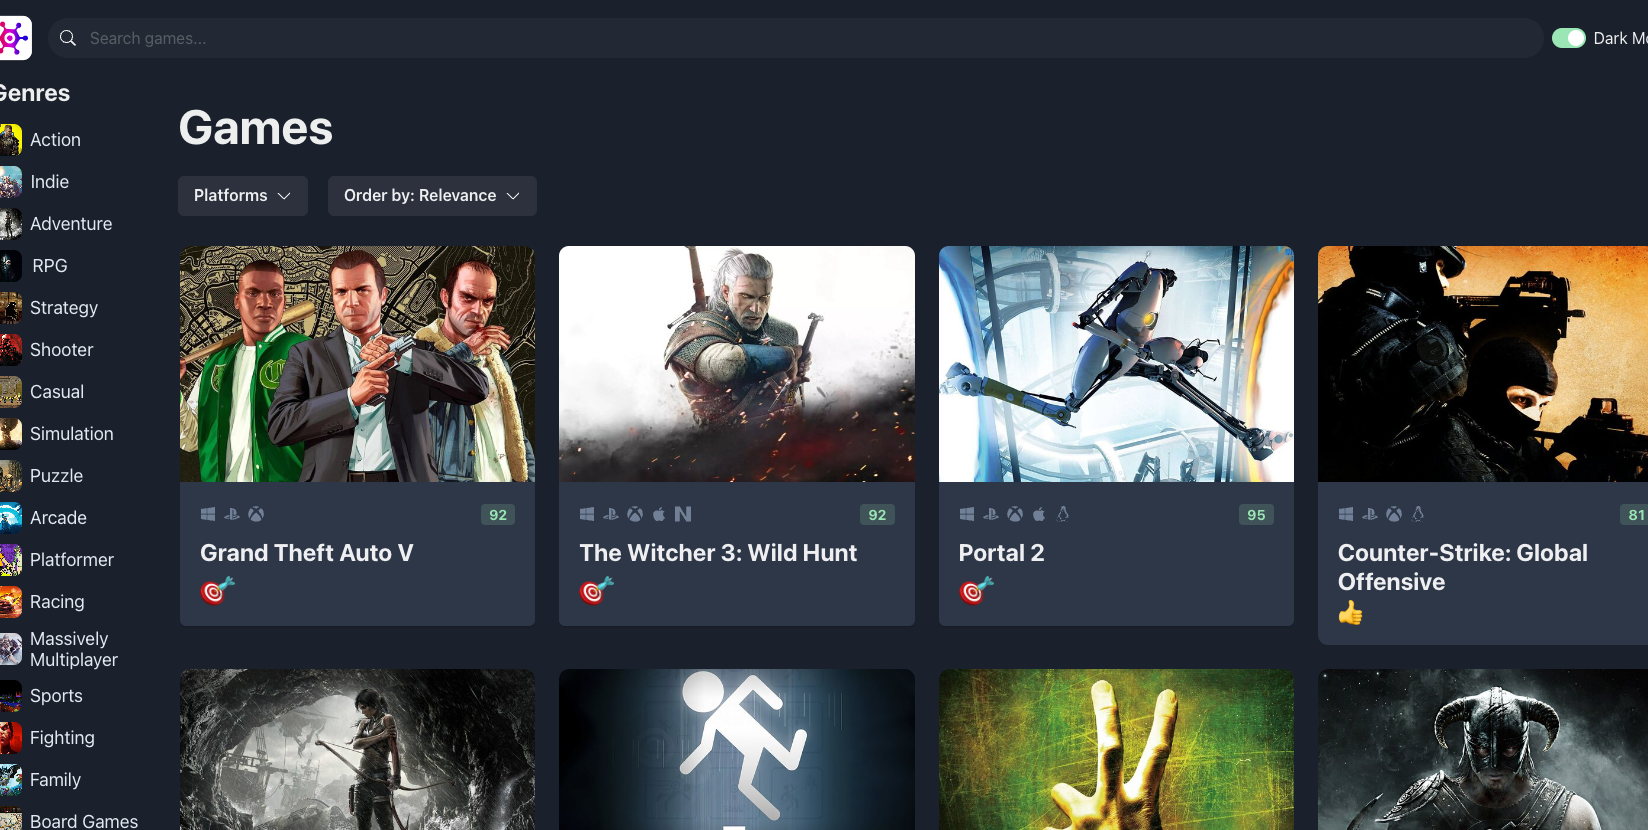 Search games...
Dark Mo
Genres
Action
Indie
Adventure
RPG
Strategy
Shooter
Casual
Simulation
Puzzle
Arcade
Platformer
Racing
Massively
Multiplayer
Sports
Fighting
Family
Board Games
Games
Platforms
Order by: Relevance
92
Grand Theft Auto V
92
The Witcher 3: Wild Hunt
95
Portal 2
81
Counter-Strike: Global
Offensive